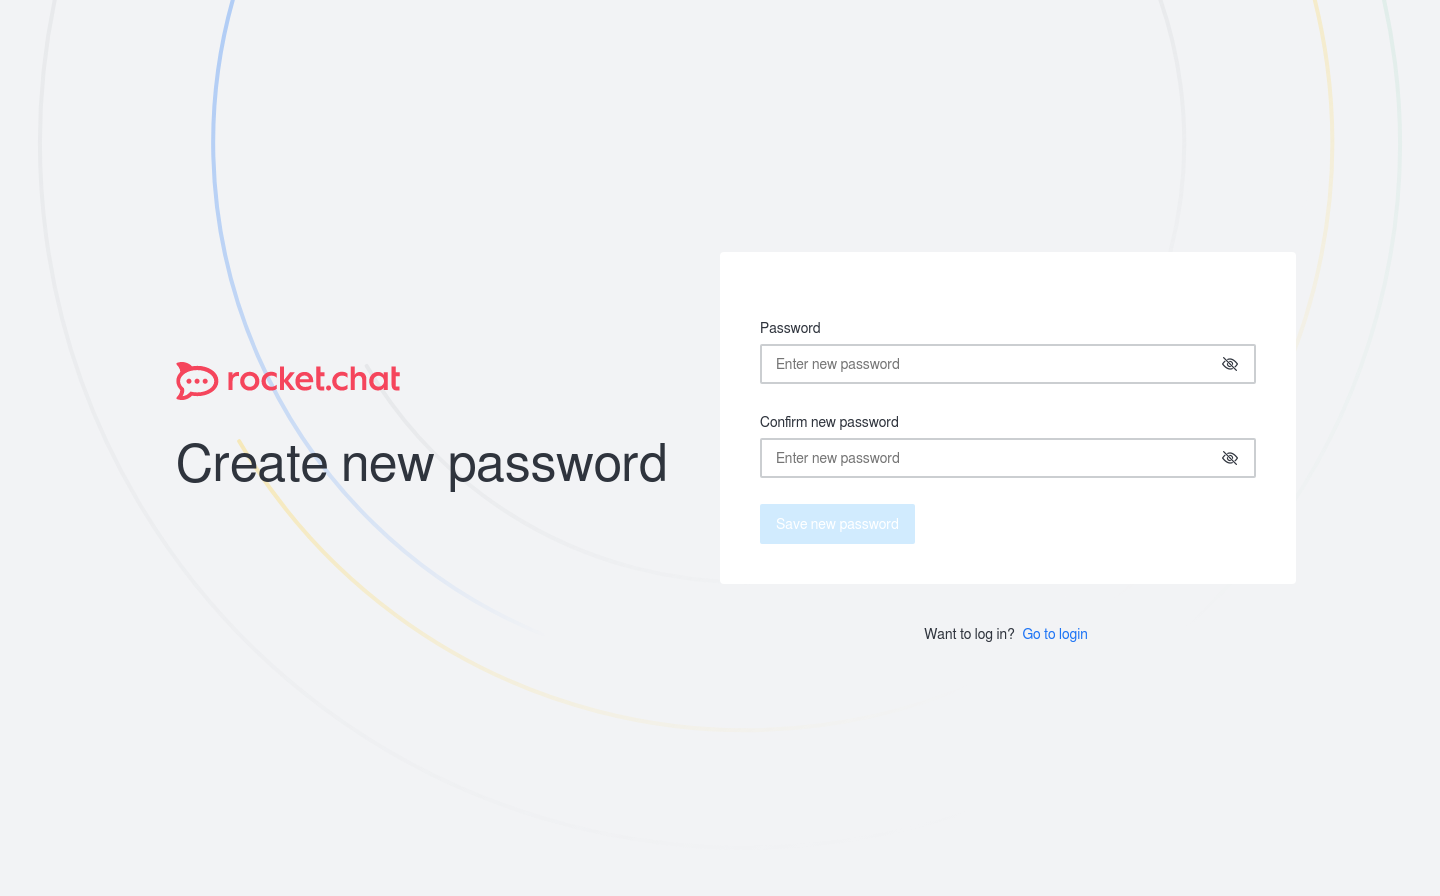 rocket.chat
Create new password
Password
Enter new password
Confirm new password
Enter new password
Save new password
Want to log in? Go to login